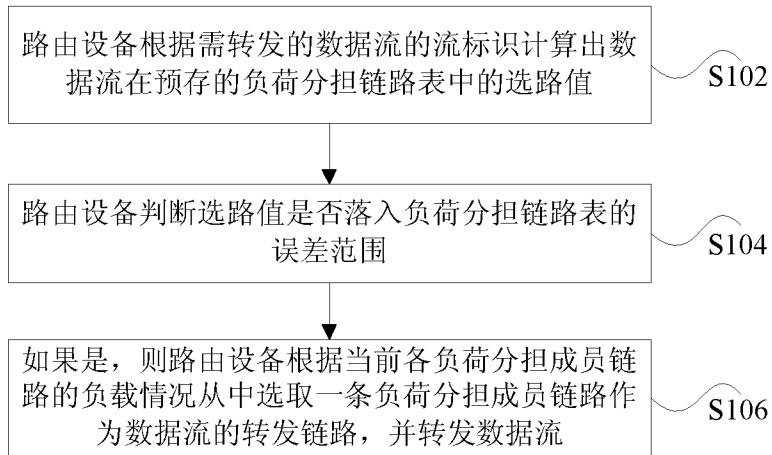 路由设备根据需转发的数据流的流标识计算出数
据流在预存的负荷分担链路表中的选路值
S102
路由设备判断选路值是否落入负荷分担链路表的
误差范围
S104
如果是，则路由设备根据当前各负荷分担成员链
路的负载情况从中选取一条负荷分担成员链路作
为数据流的转发链路，并转发数据流
S106